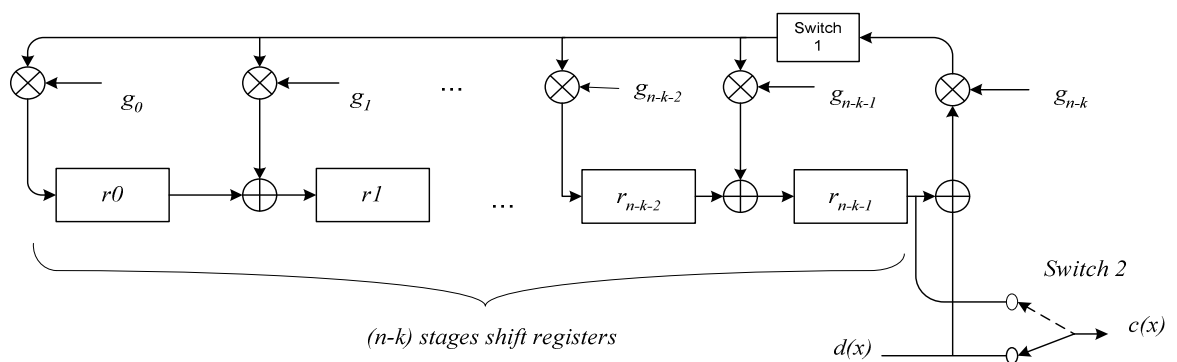 Switch
1
g0
g1
...
gn-k-2
gn-k-1
gn-k
r0
r1
...
rn-k-2
rn-k-1
Switch 2
(n-k) stages shift registers
d(x)
c(x)